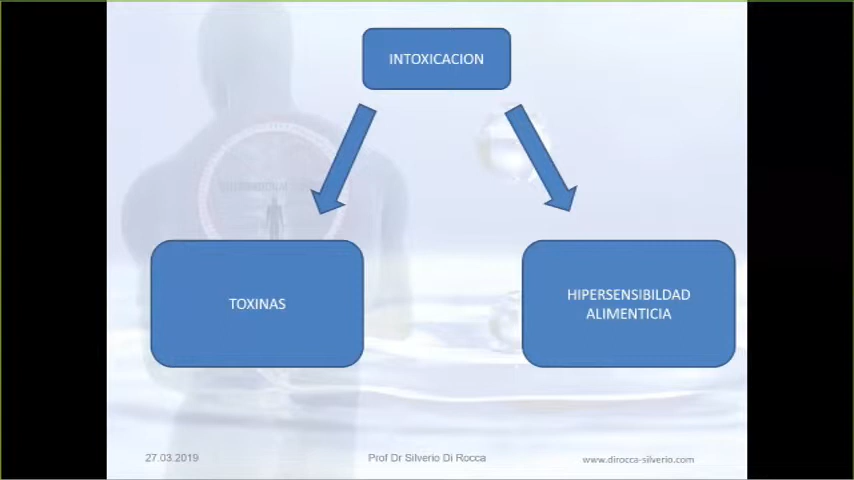 INTOXICACION
TOXINAS
HIPERSENSIBILDAD
ALIMENTICIA
27.03.2019
Prof Dr Silverio Di Rocca
www.dirocca-silverio.com